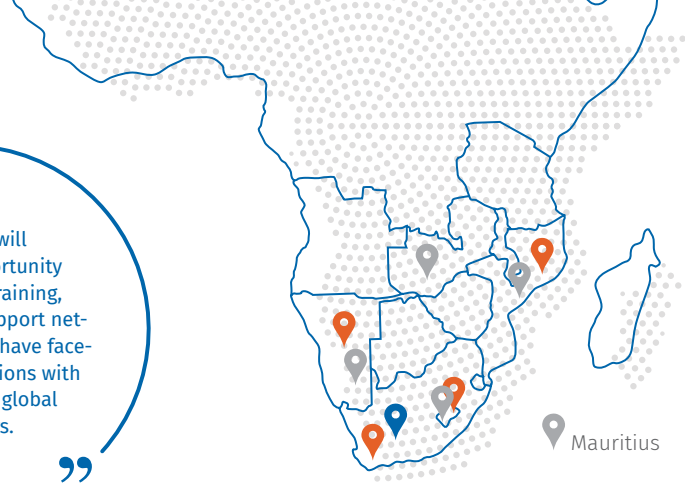 will
rtunity
raining,
pport net-
have face-
ions with
global
s.
”
Mauritius